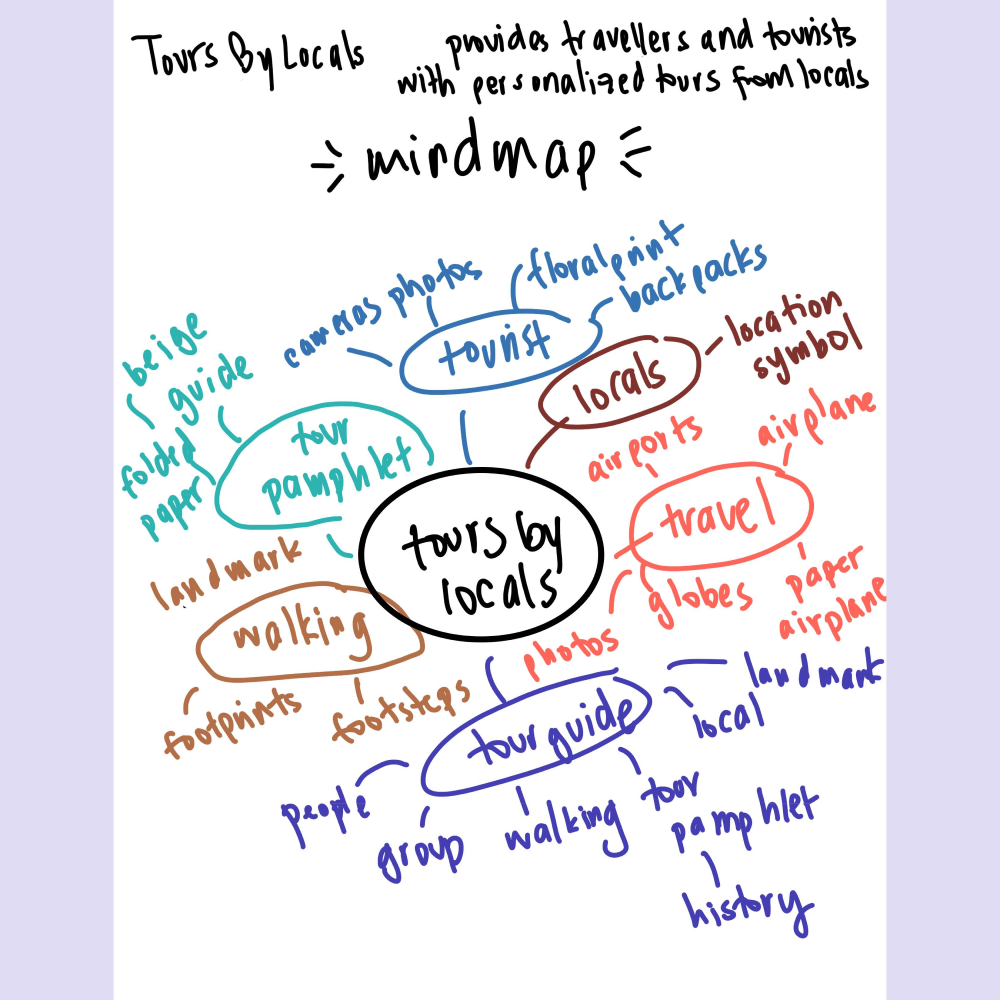 Tours By Locals
provides travellers and tourists
with personalized tours from locals
mindmap
cameras photos
floralprint
backpacks
tourist
locals
location
symbol
beige
guide
folded
paper
tour
pamphlet
airports
airplane
travel
globes
paper
airplane
photos
tours by
locals
landmark
walking
footprints
footsteps
tour guide
landmark
local
people
group
walking
tour
pamphlet
history